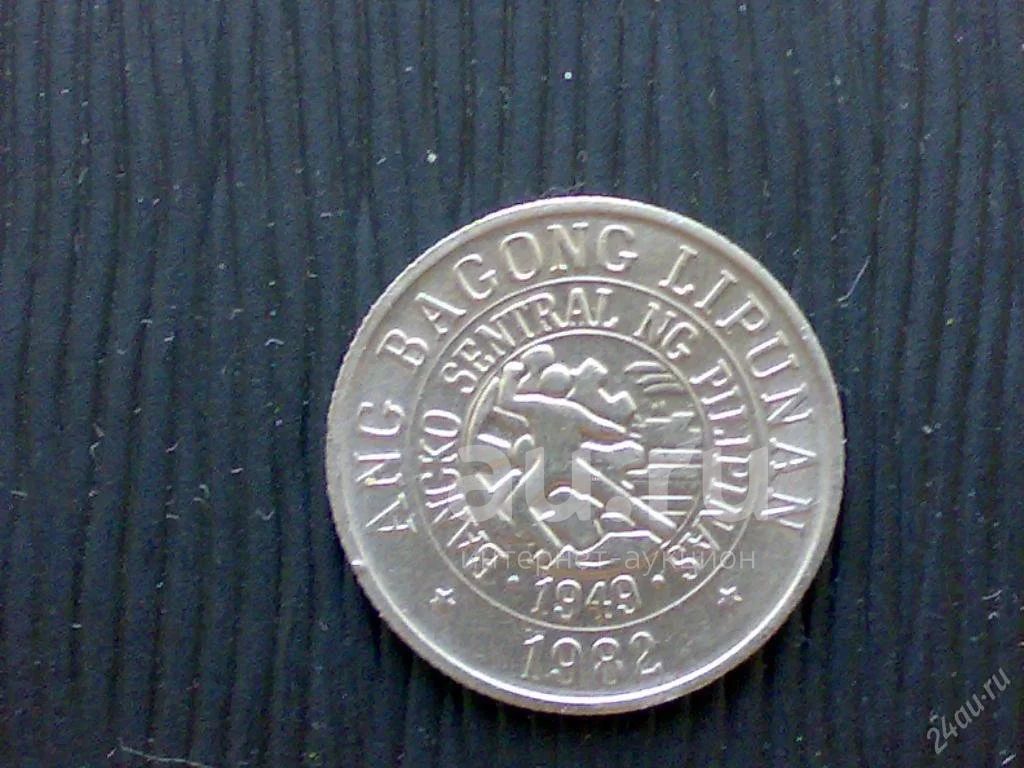 ANG BAGONG LIPUNAN
BANGKO SENTRAL NG PILIPINAS
1949
1982
au.ru
интернет-аукцион
24au.ru